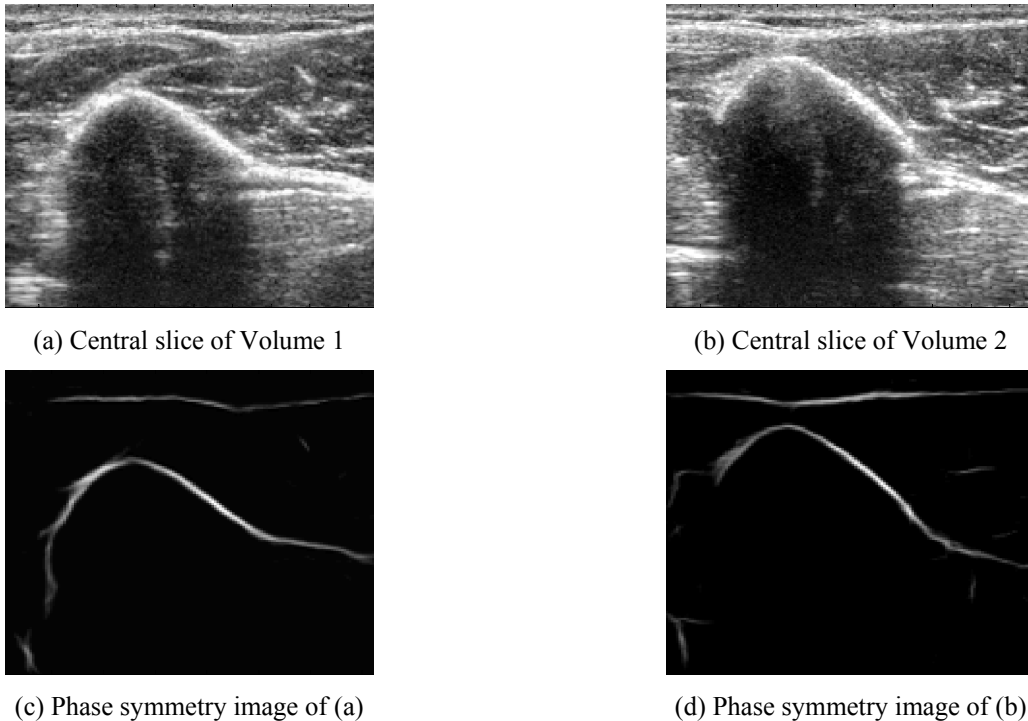 (a) Central slice of Volume 1
(b) Central slice of Volume 2
(c) Phase symmetry image of (a)
(d) Phase symmetry image of (b)